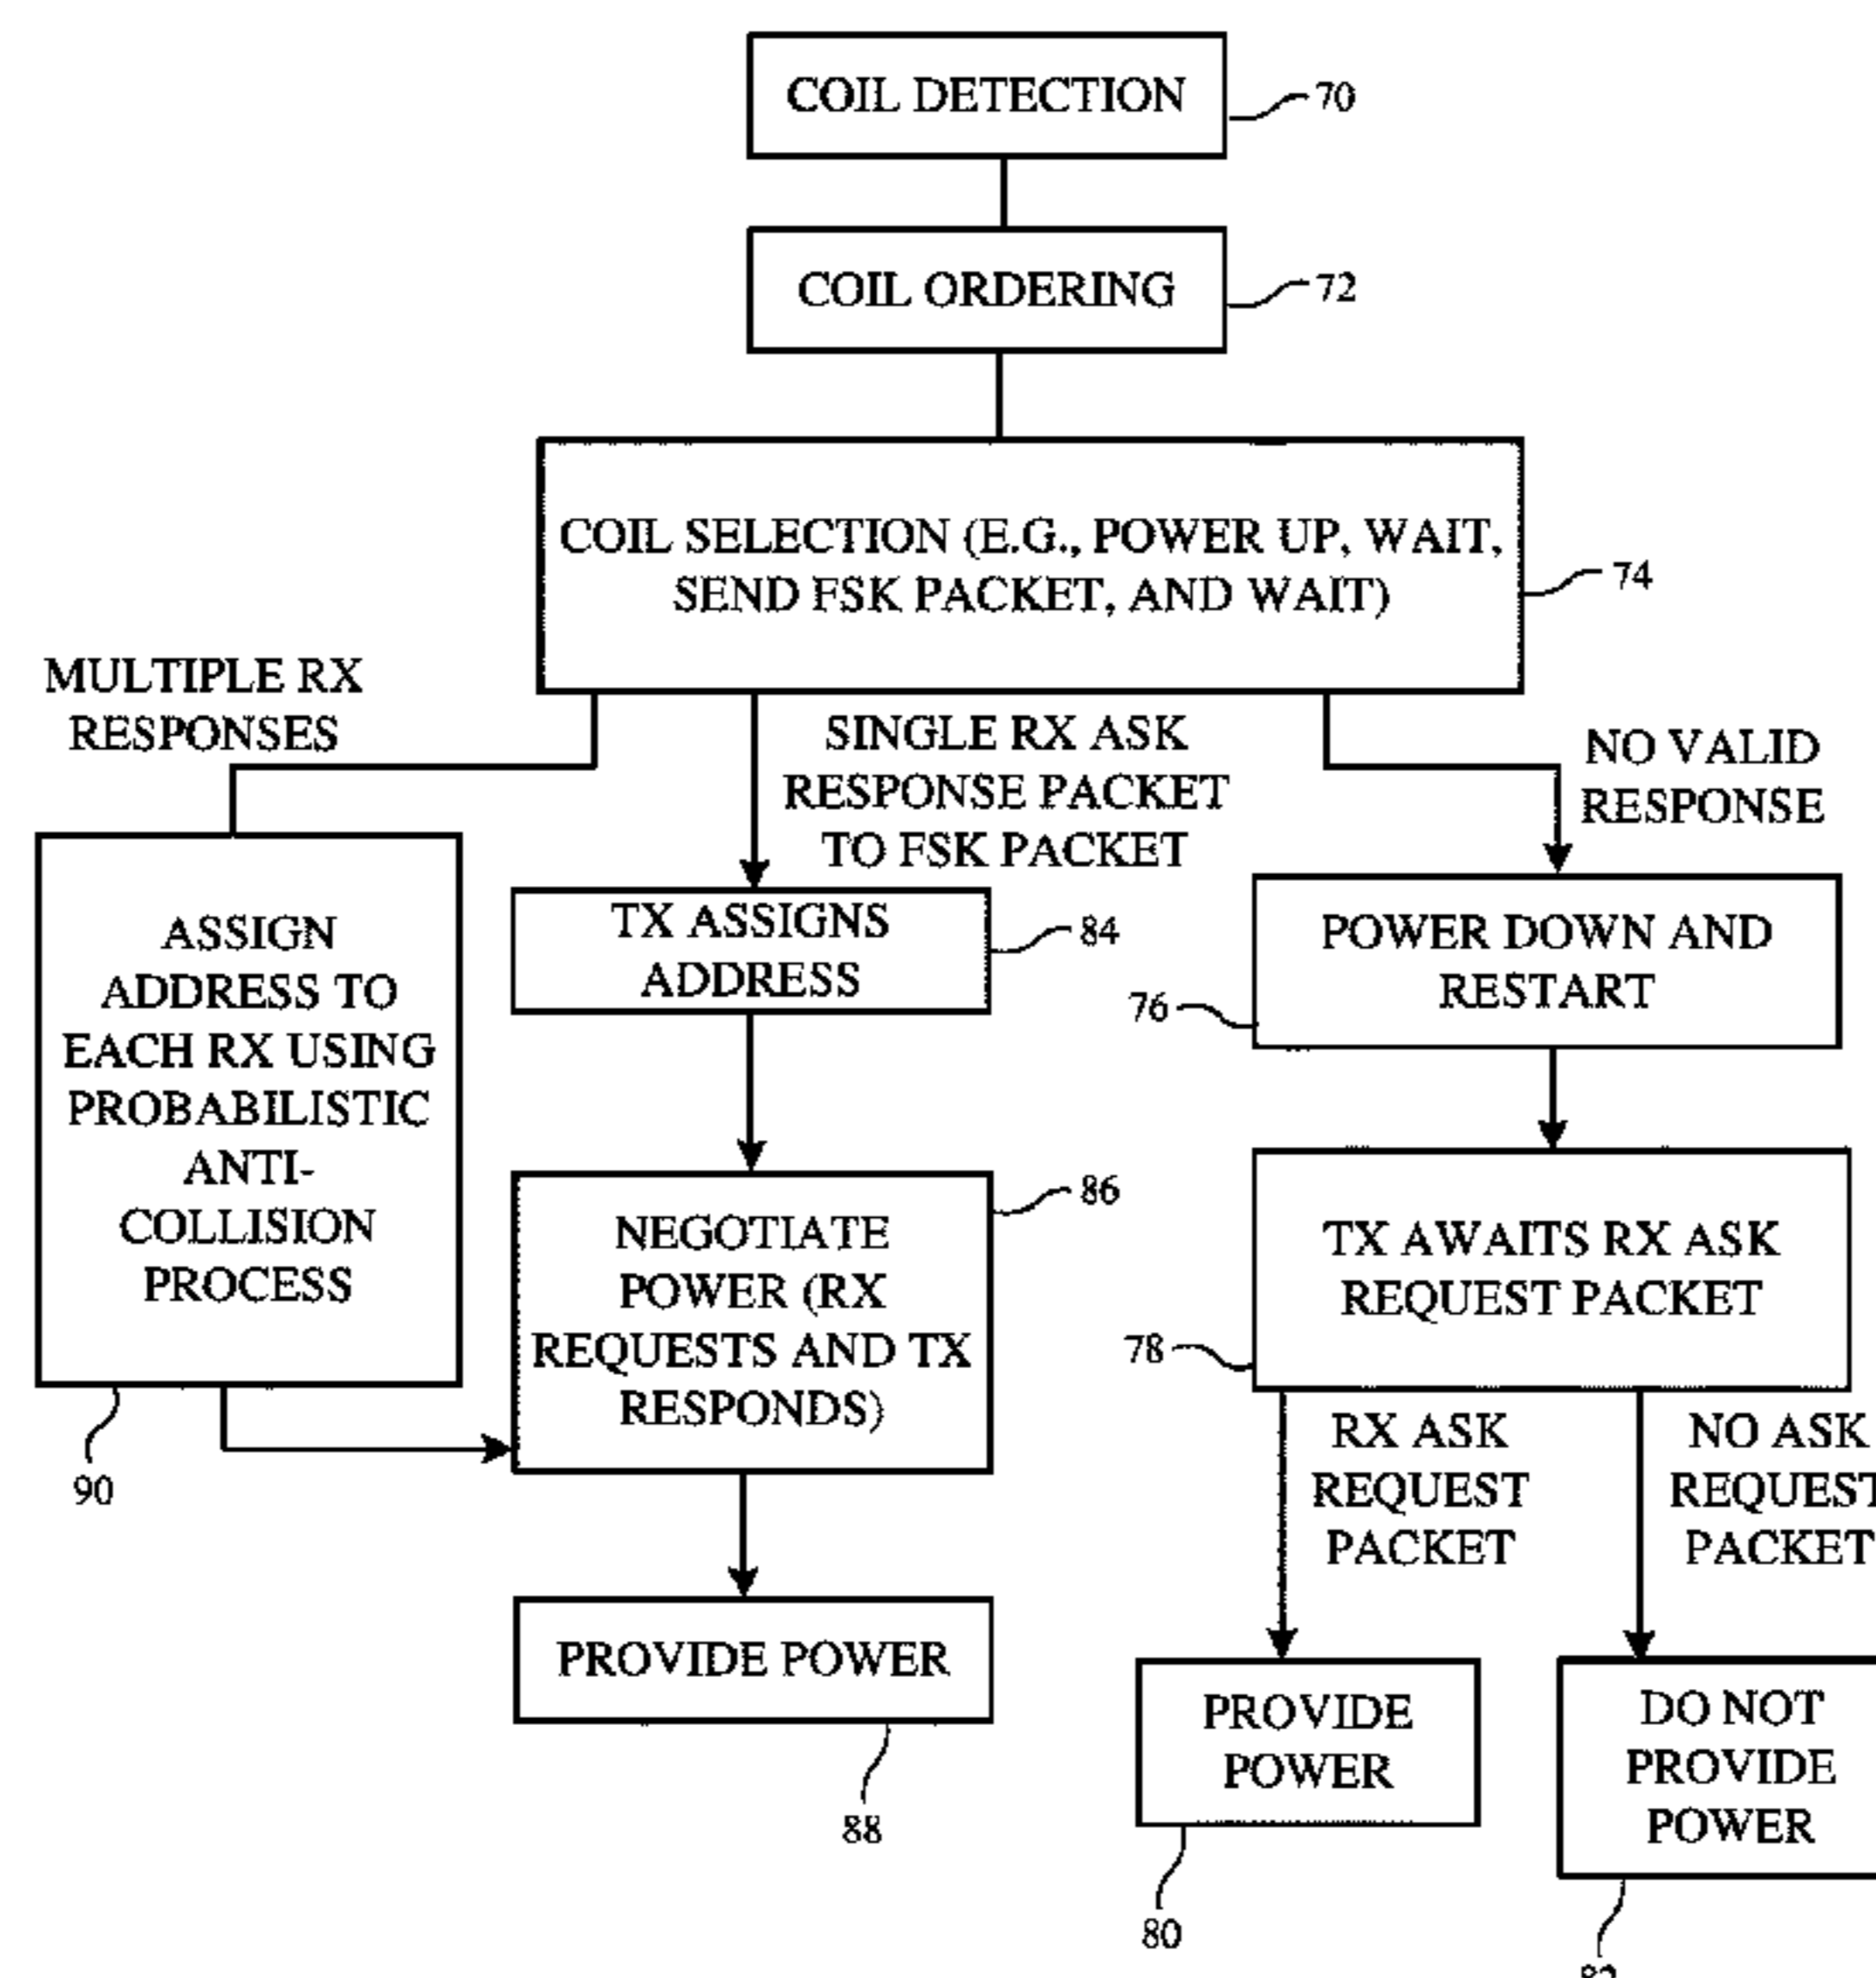 COIL DETECTION
70
COIL ORDERING
72
COIL SELECTION (E.G., POWER UP, WAIT,
SEND FSK PACKET, AND WAIT)
74
MULTIPLE RX
RESPONSES
SINGLE RX ASK
RESPONSE PACKET
TO FSK PACKET
NO VALID
RESPONSE
ASSIGN
ADDRESS TO
EACH RX USING
PROBABILISTIC
ANTI-
COLLISION
PROCESS
90
TX ASSIGNS
ADDRESS
84
POWER DOWN AND
RESTART
76
NEGOTIATE
POWER (RX
REQUESTS AND TX
RESPONDS)
86
TX AWAITS RX ASK
REQUEST PACKET
78
RX ASK
REQUEST
PACKET
NO ASK
REQUEST
PACKET
PROVIDE POWER
88
PROVIDE
POWER
80
DO NOT
PROVIDE
POWER